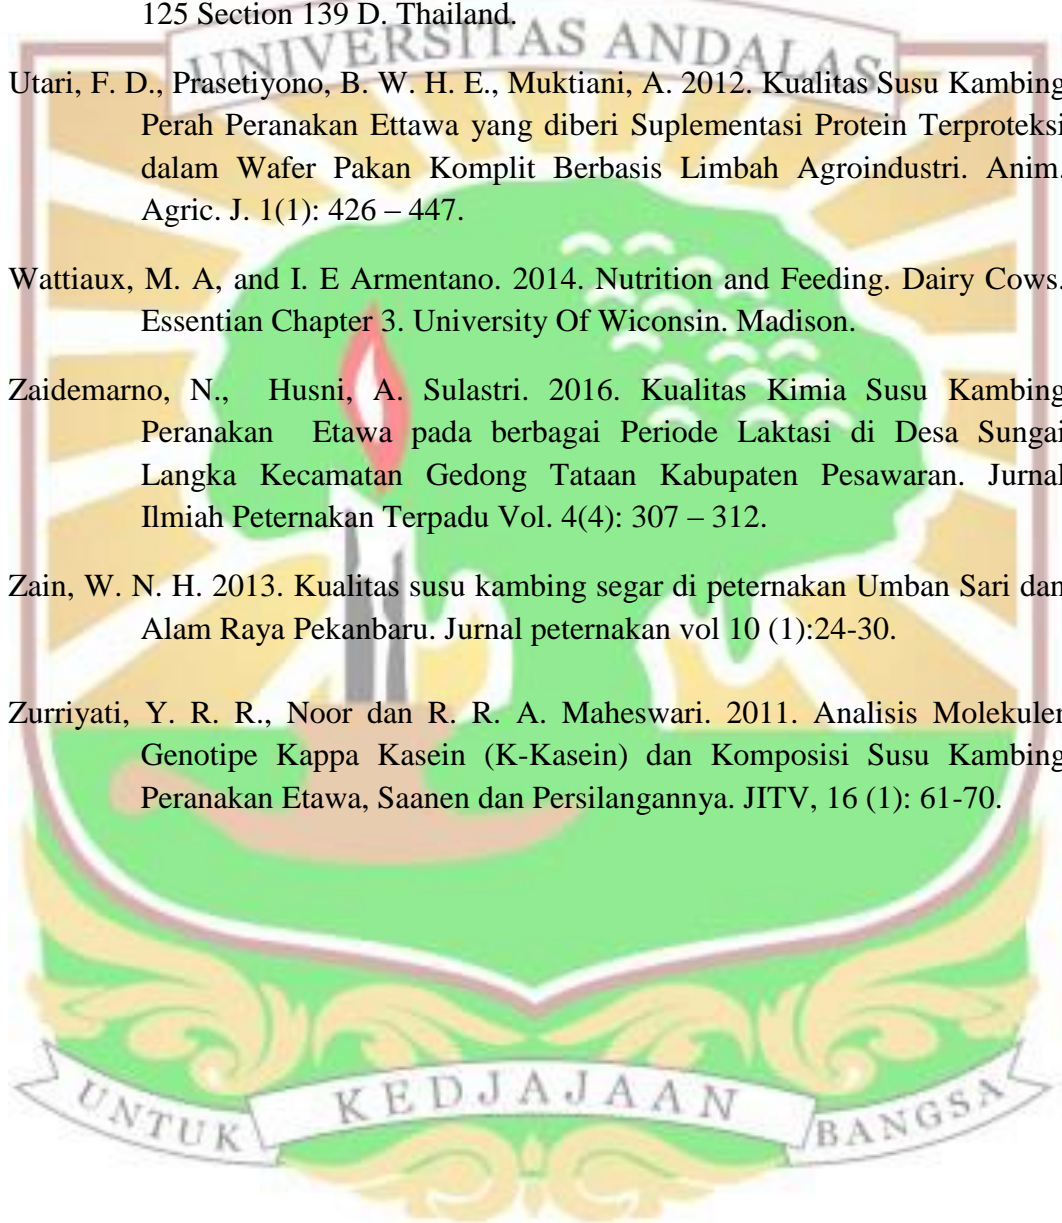 125 Section 139 D. Thailand.
UNIVERSITAS ANDALAS
Utari, F. D., Prasetiyono, B. W. H. E., Muktiani, A. 2012. Kualitas Susu Kambing
Perah Peranakan Ettawa yang diberi Suplementasi Protein Terproteksi
dalam Wafer Pakan Komplit Berbasis Limbah Agroindustri. Anim.
Agric. J. 1(1): 426 – 447.
Wattiaux, M. A, and I. E Armentano. 2014. Nutrition and Feeding. Dairy Cows.
Essentian Chapter 3. University Of Wiconsin. Madison.
Zaidemarno, N., Husni, A. Sulastri. 2016. Kualitas Kimia Susu Kambing
Peranakan Etawa pada berbagai Periode Laktasi di Desa Sungai
Langka Kecamatan Gedong Tataan Kabupaten Pesawaran. Jurnal
Ilmiah Peternakan Terpadu Vol. 4(4): 307 – 312.
Zain, W. N. H. 2013. Kualitas susu kambing segar di peternakan Umban Sari dan
Alam Raya Pekanbaru. Jurnal peternakan vol 10 (1):24-30.
Zurriyati, Y. R. R., Noor dan R. R. A. Maheswari. 2011. Analisis Molekuler
Genotipe Kappa Kasein (K-Kasein) dan Komposisi Susu Kambing
Peranakan Etawa, Saanen dan Persilangannya. JITV, 16 (1): 61-70.
UNTUK KEDJAJAAN BANGSA